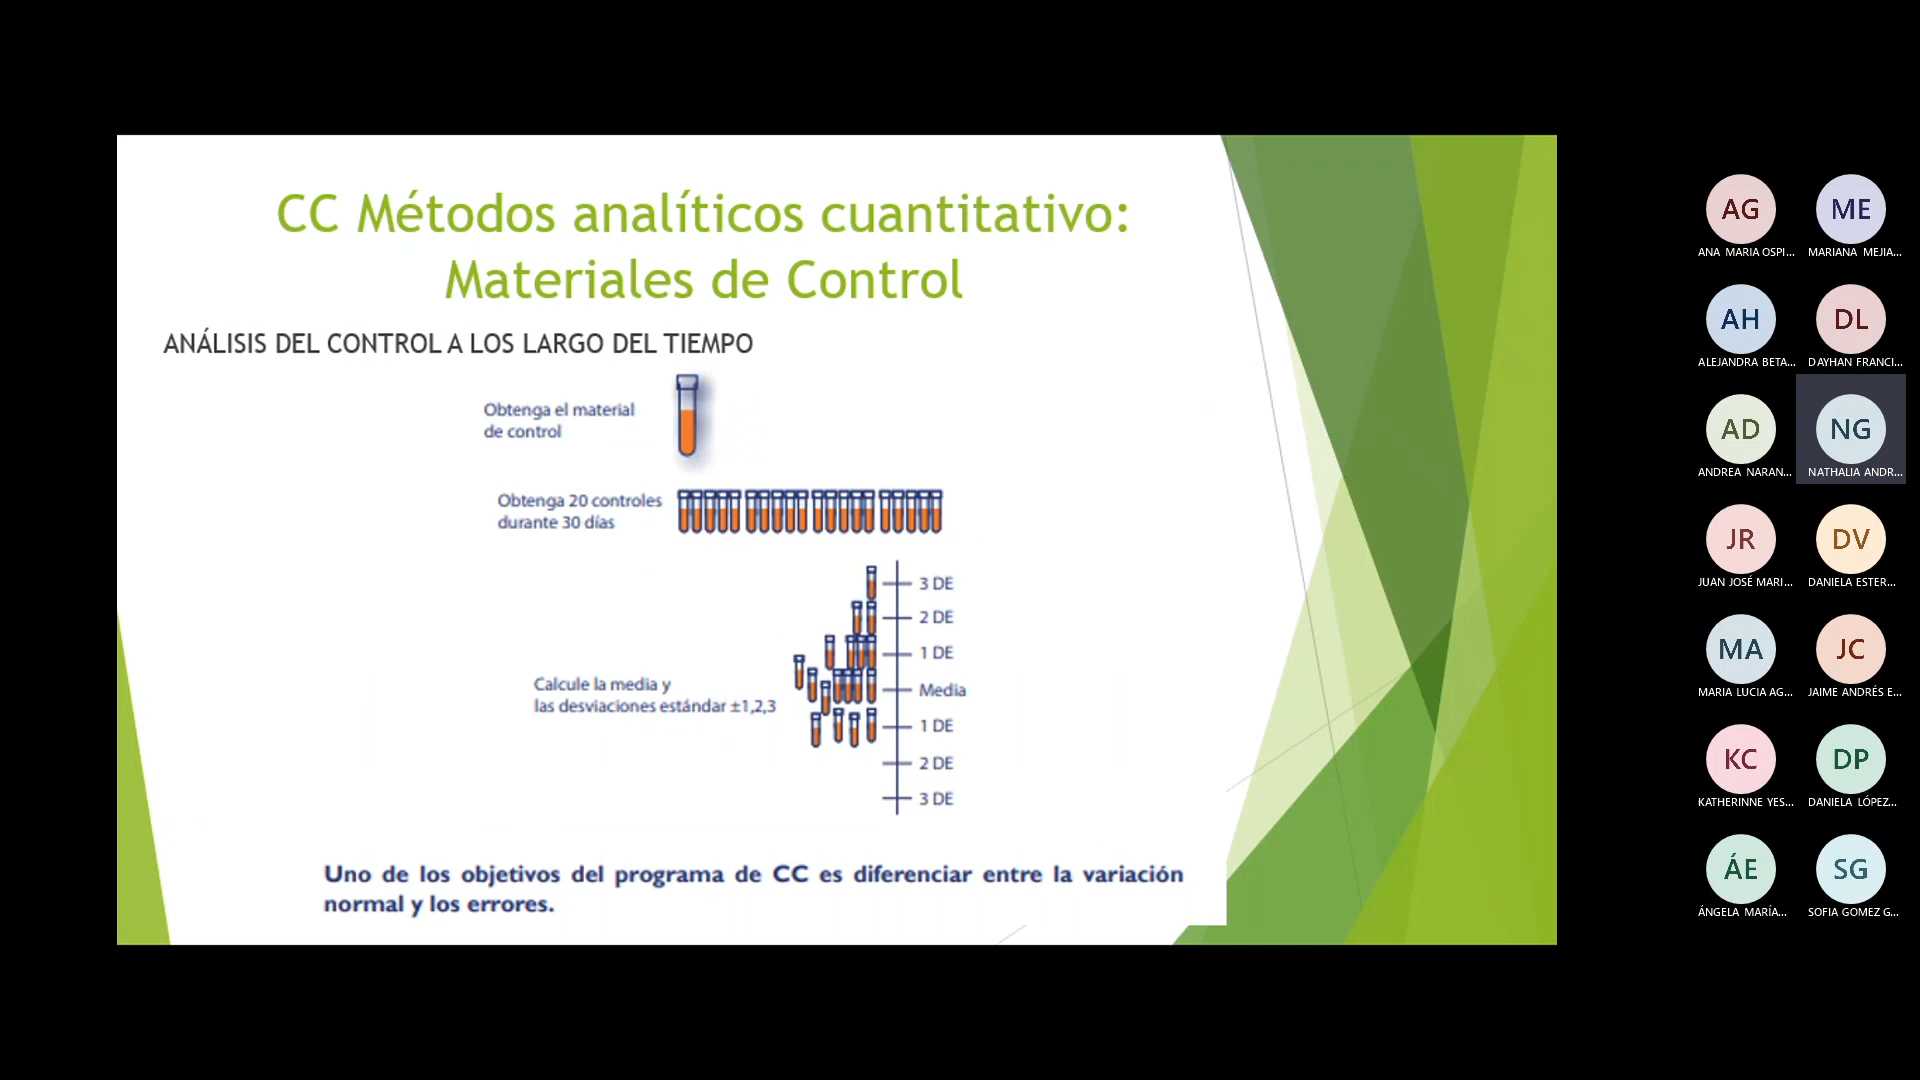 CC Métodos analíticos cuantitativo:
Materiales de Control
ANÁLISIS DEL CONTROL A LOS LARGO DEL TIEMPO
Obtenga el material
de control
Obtenga 20 controles
durante 30 días
3 DE
2 DE
1 DE
Calcule la media y
las desviaciones estándar ±1,2,3
Media
1 DE
2 DE
3 DE
Uno de los objetivos del programa de CC es diferenciar entre la variación
normal y los errores.
AG
ANA MARIA OSPI...
ME
MARIANA MEJIA...
AH
ALEJANDRA BETA...
DL
DAYHAN FRANCI...
AD
ANDREA NARAN...
NG
NATHALIA ANDR...
JR
JUAN JOSÉ MARI...
DV
DANIELA ESTER...
MA
MARIA LUCIA AG...
JC
JAIME ANDRÉS E...
KC
KATHERINNE YES...
DP
DANIELA LÓPEZ...
ÁE
ÁNGELA MARÍA...
SG
SOFIA GOMEZ G...